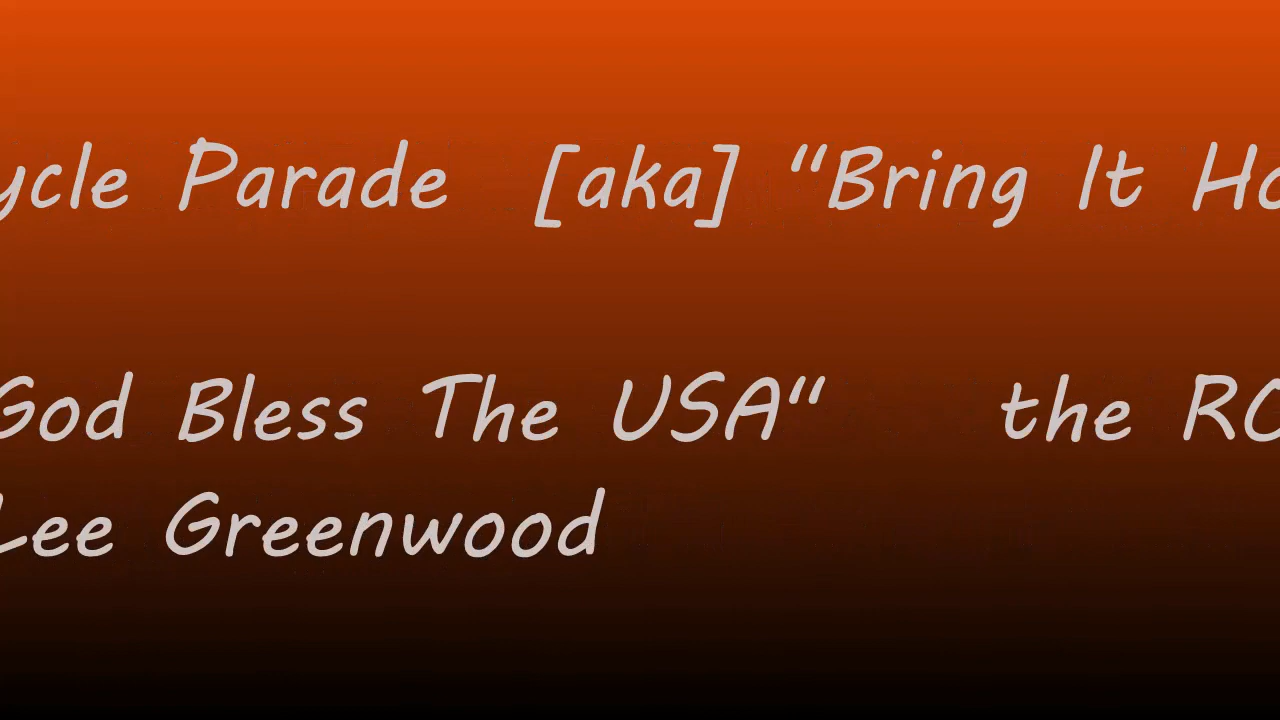 ycle Parade [aka] “Bring It Ho
God Bless The USA“ the RO
Lee Greenwood